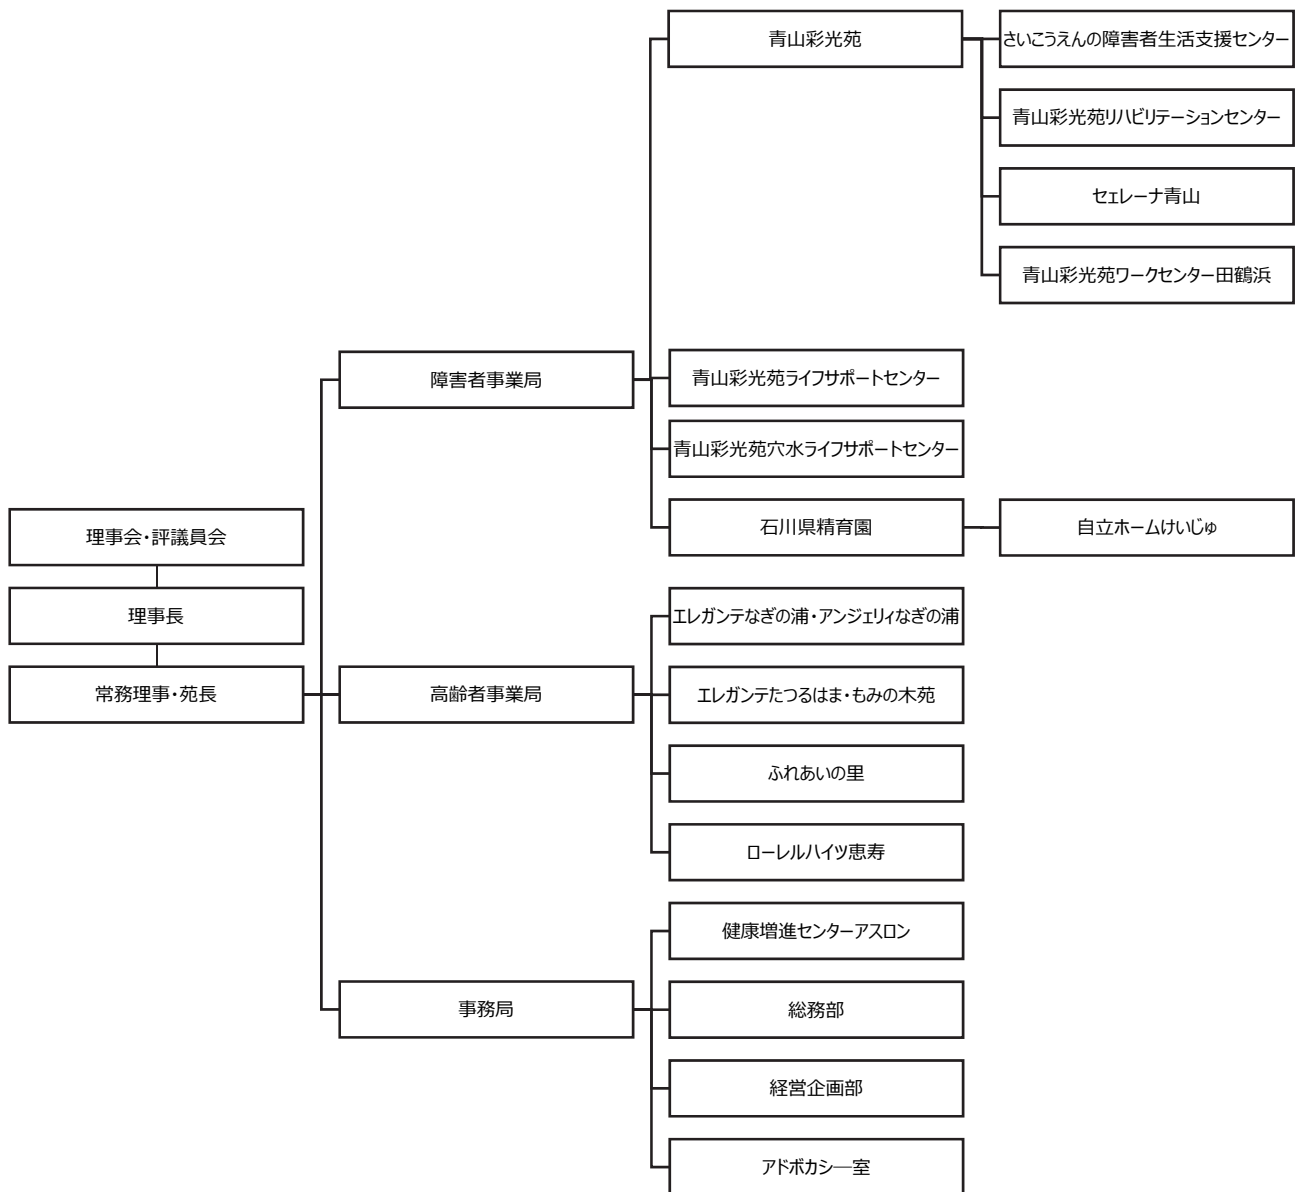 青山彩光苑
さいこうえんの障害者生活支援センター
青山彩光苑リハビリテーションセンター
セェレーナ青山
青山彩光苑ワークセンター田鶴浜
障害者事業局
青山彩光苑ライフサポートセンター
青山彩光苑穴水ライフサポートセンター
石川県精育園
自立ホームけいじゅ
理事会・評議員会
理事長
常務理事・苑長
高齢者事業局
エレガンテなぎの浦・アンジェリィなぎの浦
エレガンテたつるはま・もみの木苑
ふれあいの里
ローレルハイツ恵寿
事務局
健康増進センターアスロン
総務部
経営企画部
アドボカシ―室